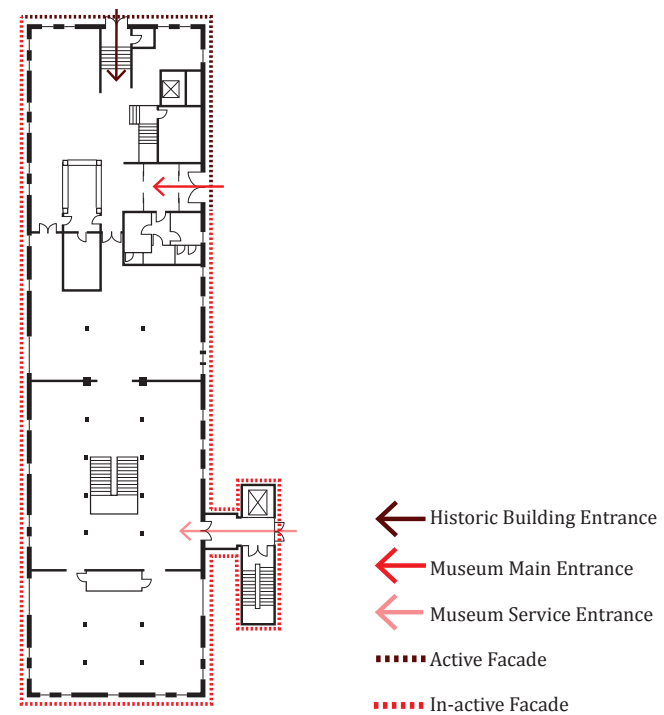 Historic Building Entrance
Museum Main Entrance
Museum Service Entrance
Active Facade
In-active Facade